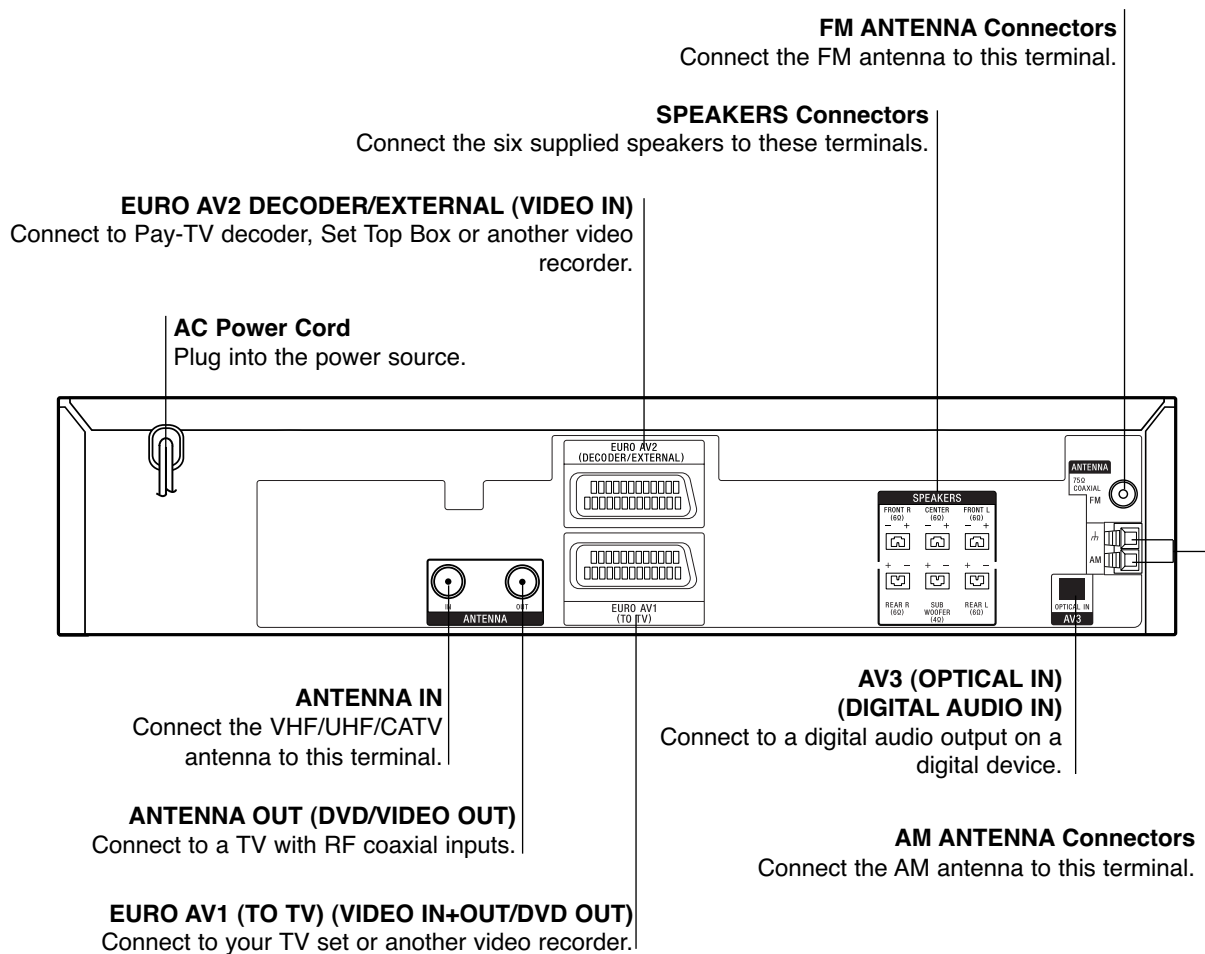 FM ANTENNA Connectors
Connect the FM antenna to this terminal.
SPEAKERS Connectors
Connect the six supplied speakers to these terminals.
EURO AV2 DECODER/EXTERNAL (VIDEO IN)
Connect to Pay-TV decoder, Set Top Box or another video
recorder.
AC Power Cord
Plug into the power source.
EURO AV2
(DECODER/EXTERNAL)
ANTENNA
75Ω
COAXIAL
FM
SPEAKERS
FRONT R CENTER FRONT L
(6Ω) (6Ω) (6Ω)
− + − + − +
AM
+ − + − + −
REAR R SUB WOOFER REAR L
(6Ω) (4Ω) (6Ω)
OPTICAL IN
AV3
IN OUT
ANTENNA
EURO AV1
(TO TV)
ANTENNA IN
Connect the VHF/UHF/CATV
antenna to this terminal.
AV3 (OPTICAL IN)
(DIGITAL AUDIO IN)
Connect to a digital audio output on a
digital device.
ANTENNA OUT (DVD/VIDEO OUT)
Connect to a TV with RF coaxial inputs.
AM ANTENNA Connectors
Connect the AM antenna to this terminal.
EURO AV1 (TO TV) (VIDEO IN+OUT/DVD OUT)
Connect to your TV set or another video recorder.